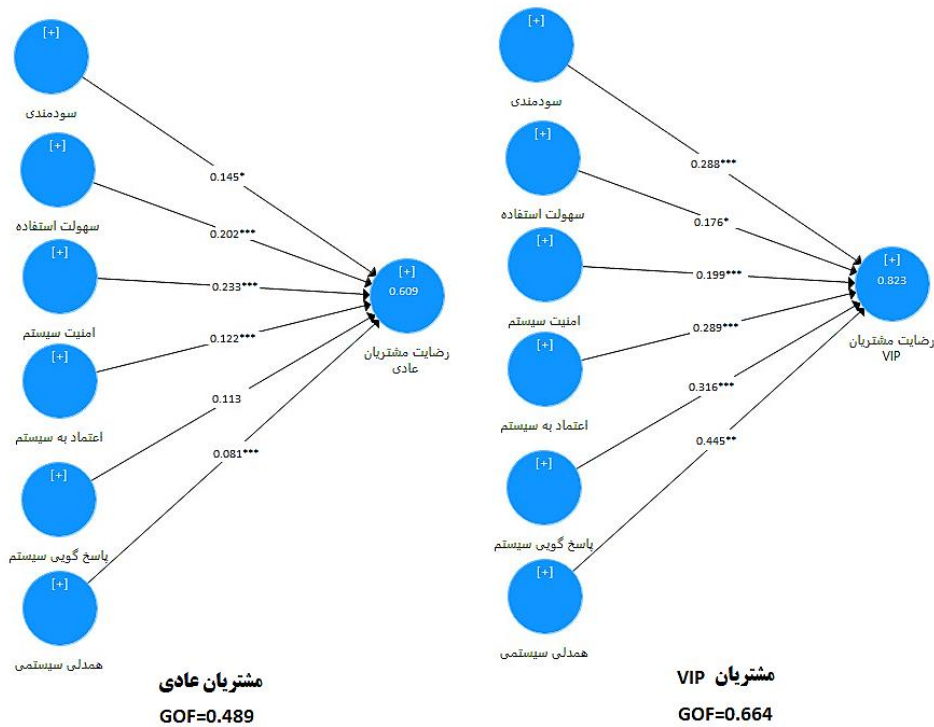 [+]
سودمندی
[+]
سهولت استفاده
[+]
امنیت سیستم
[+]
اعتماد به سیستم
[+]
پاسخ گویی سیستم
[+]
همدلی سیستمی
0.145*
0.202***
0.233***
0.122***
0.113
0.081***
[+]
0.609
رضایت مشتریان
عادی
مشتریان عادی
GOF=0.489
[+]
سودمندی
[+]
سهولت استفاده
[+]
امنیت سیستم
[+]
اعتماد به سیستم
[+]
پاسخ گویی سیستم
[+]
همدلی سیستمی
0.288***
0.176*
0.199***
0.289***
0.316***
0.445**
[+]
0.823
رضایت مشتریان
VIP
مشتریان VIP
GOF=0.664